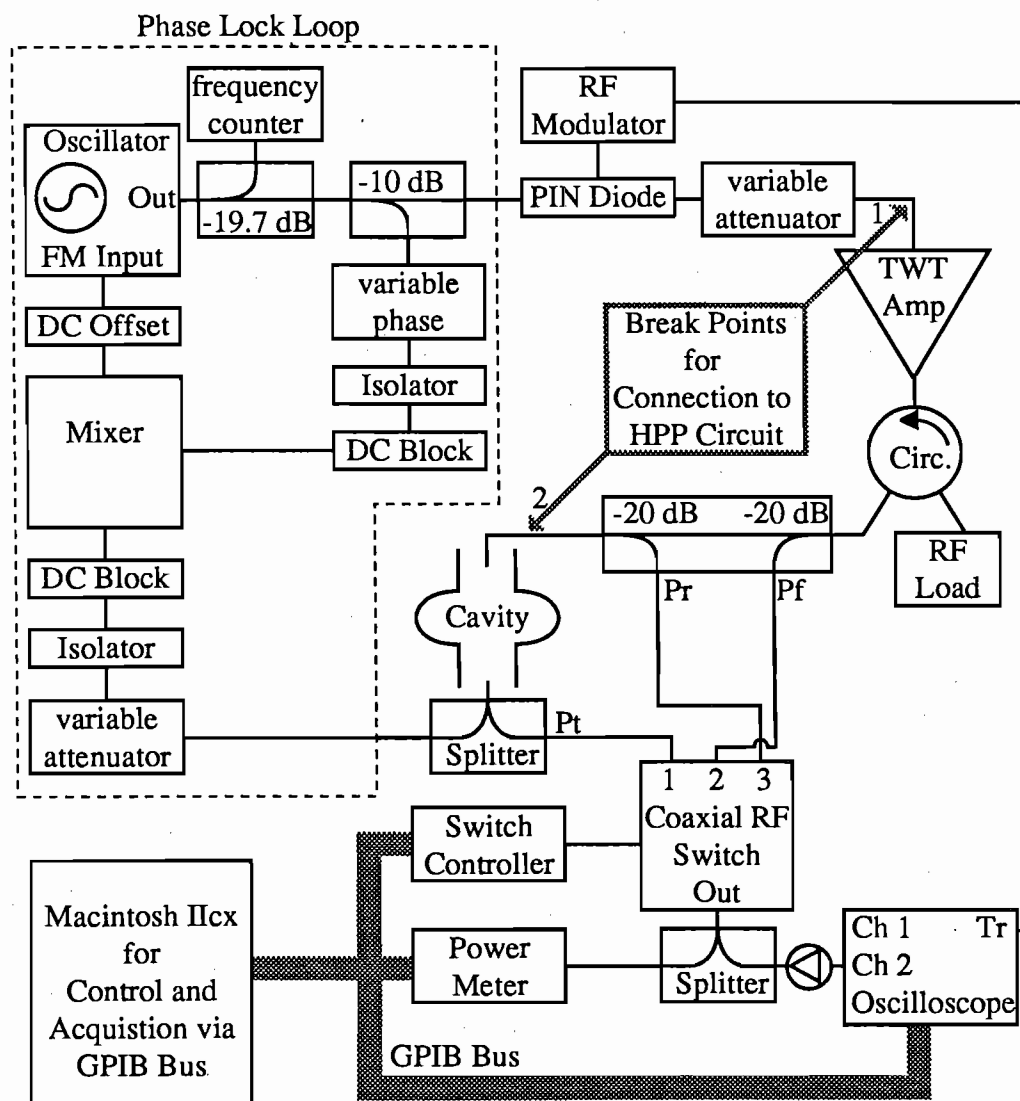 Phase Lock Loop
frequency
counter
Oscillator
Out
FM Input
-19.7 dB
-10 dB
RF
Modulator
PIN Diode
variable
attenuator
1
TWT
Amp
DC Offset
variable
phase
Isolator
DC Block
Mixer
Break Points
for
Connection to
HPP Circuit
Circ.
RF
Load
2
-20 dB
-20 dB
Pr
Pf
DC Block
Isolator
variable
attenuator
Cavity
Splitter
Pt
1 2 3
Coaxial RF
Switch
Out
Switch
Controller
Macintosh IIcx
for
Control and
Acquistion via
GPIB Bus
Power
Meter
Splitter
Ch 1 Tr
Ch 2
Oscilloscope
GPIB Bus